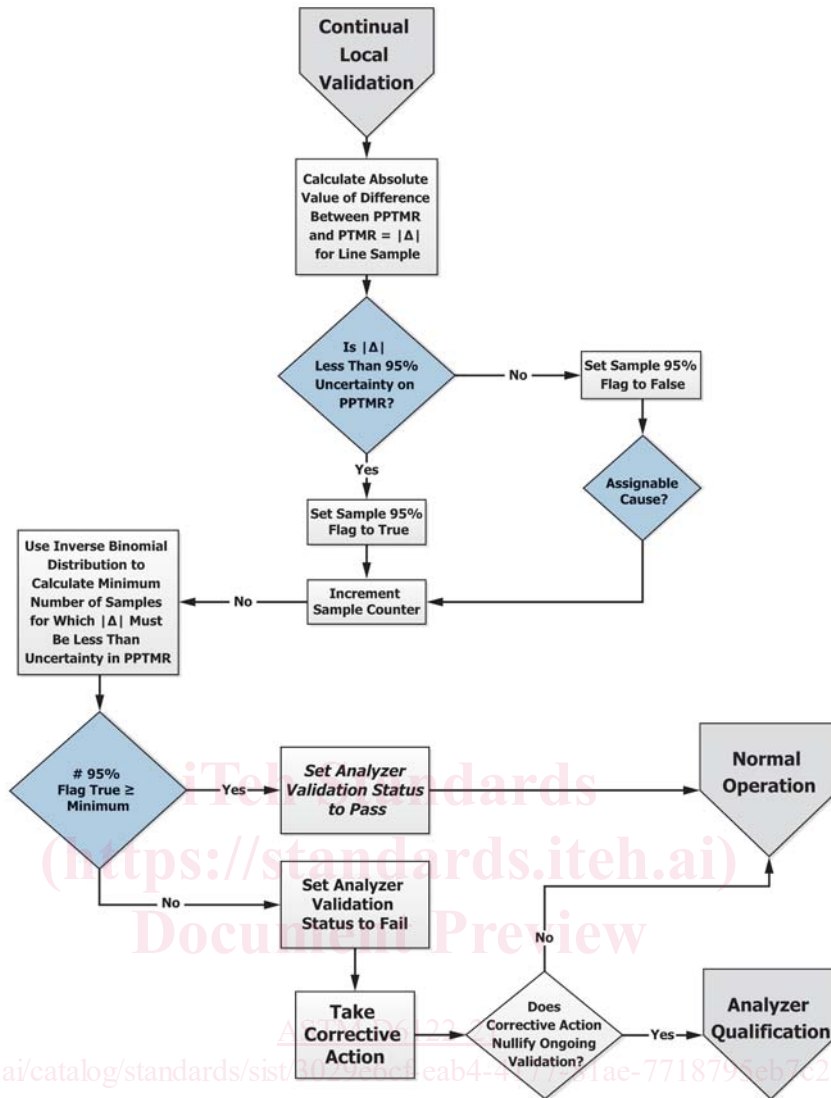 Continual
Local
Validation
Calculate Absolute
Value of Difference
Between PPTMR
and PTMR = |Δ|
for Line Sample
Is |Δ|
Less Than 95%
Uncertainty on
PPTMR?
No
Set Sample 95%
Flag to False
Yes
Assignable
Cause?
Set Sample 95%
Flag to True
Increment
Sample Counter
No
Use Inverse Binomial
Distribution to
Calculate Minimum
Number of Samples
for Which |Δ| Must
Be Less Than
Uncertainty in PPTMR
# 95%
Flag True ≥
Minimum
Yes
Set Analyzer
Validation Status
to Pass
Normal
Operation
iTeh Standards
(https://standards.iteh.ai)
Document Preview
No
Set Analyzer
Validation
Status to Fail
No
Take
Corrective
Action
Does
Corrective Action
Nullify Ongoing
Validation?
Yes
Analyzer
Qualification
ai/catalog/standards/sist/